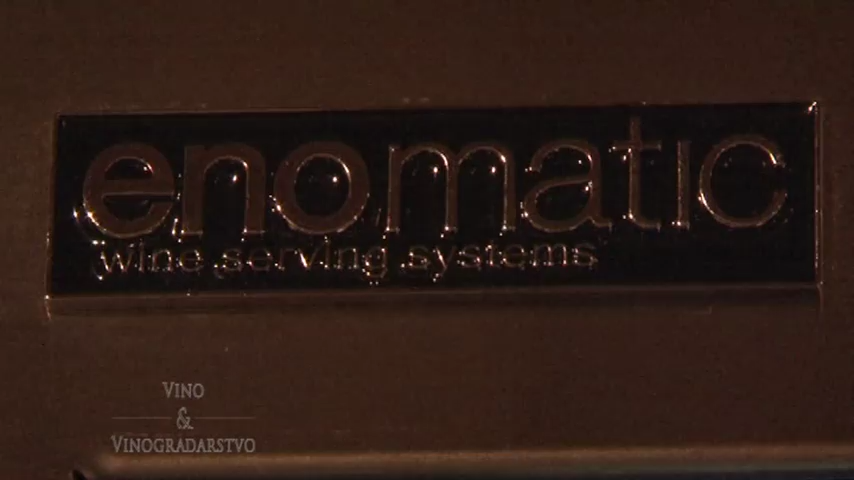 enomatic
wine serving systems
VINO
&
VINOGRADARSTVO